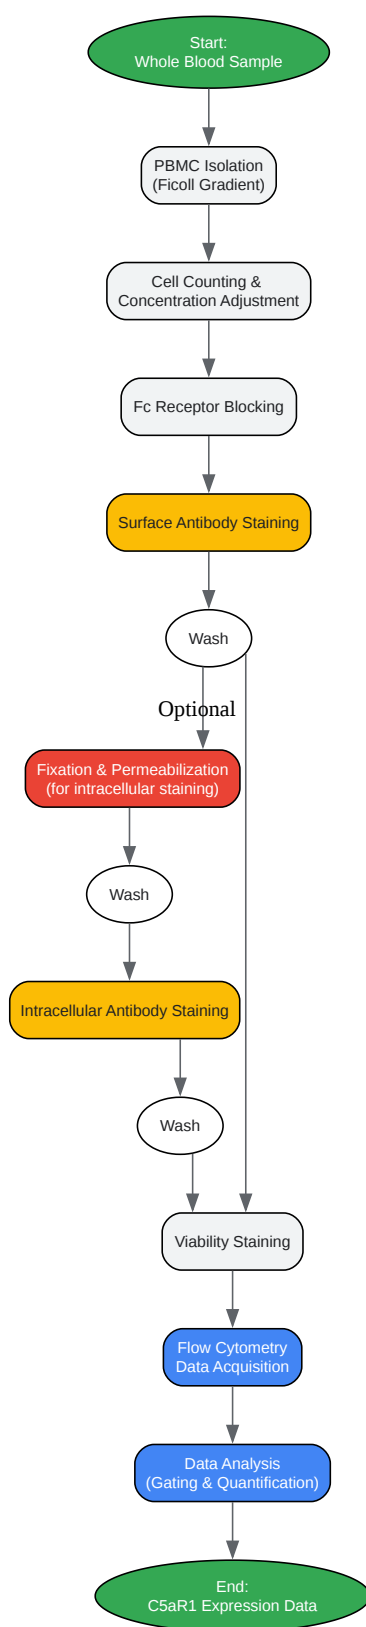 Start:
Whole Blood Sample
PBMC Isolation
(Ficoll Gradient)
Cell Counting &
Concentration Adjustment
Fc Receptor Blocking
Surface Antibody Staining
Wash
Optional
Fixation & Permeabilization
(for intracellular staining)
Wash
Intracellular Antibody Staining
Wash
Viability Staining
Flow Cytometry
Data Acquisition
Data Analysis
(Gating & Quantification)
End:
C5aR1 Expression Data